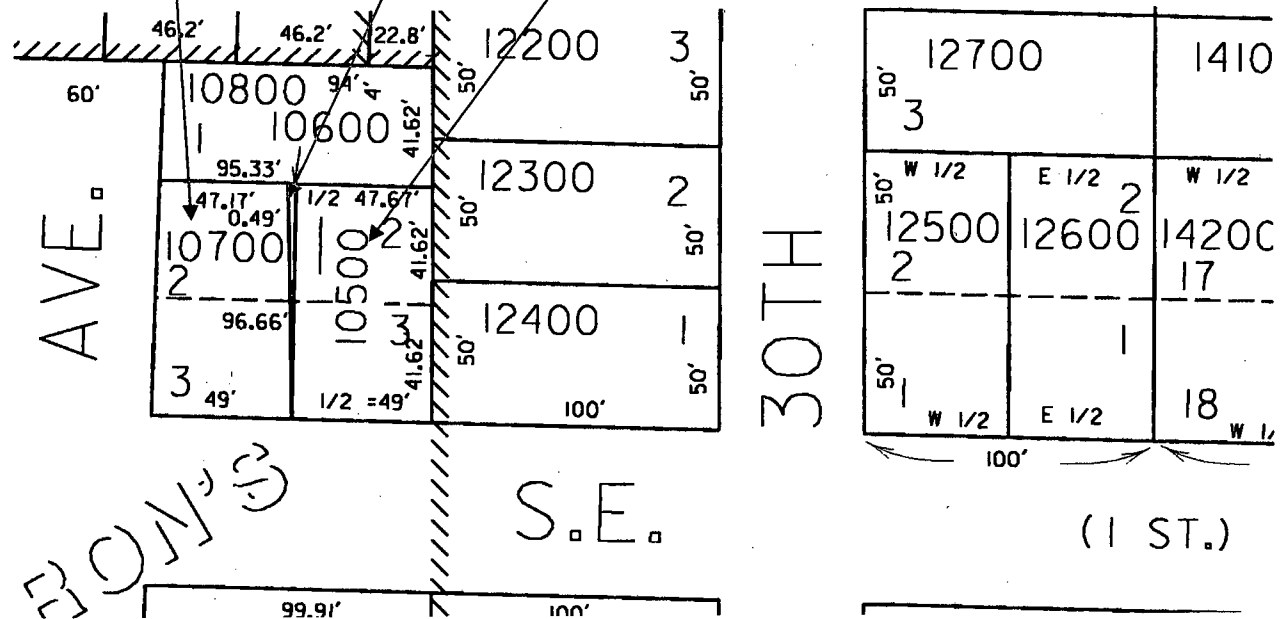 46.2' 46.2' 22.8'
60'
10800 94' 4'
1 10600 41.62'
95.33'
47.17' 1/2 47.67'
0.49'
10700 10500 2 41.62'
2
96.66' 3 41.62'
3 49' 1/2 =49'
AVE.
12200 3
50' 50'
12300 2
50' 50'
12400 1
50' 50'
100'
30TH
12700 1410
50'
3
W 1/2 E 1/2 W 1/2
50' 2
12500 12600 14200
2 17
1
50' 1 18
W 1/2 E 1/2 W 1/
100'
S.E. (1 ST.)
BON'S
99.91' 100'